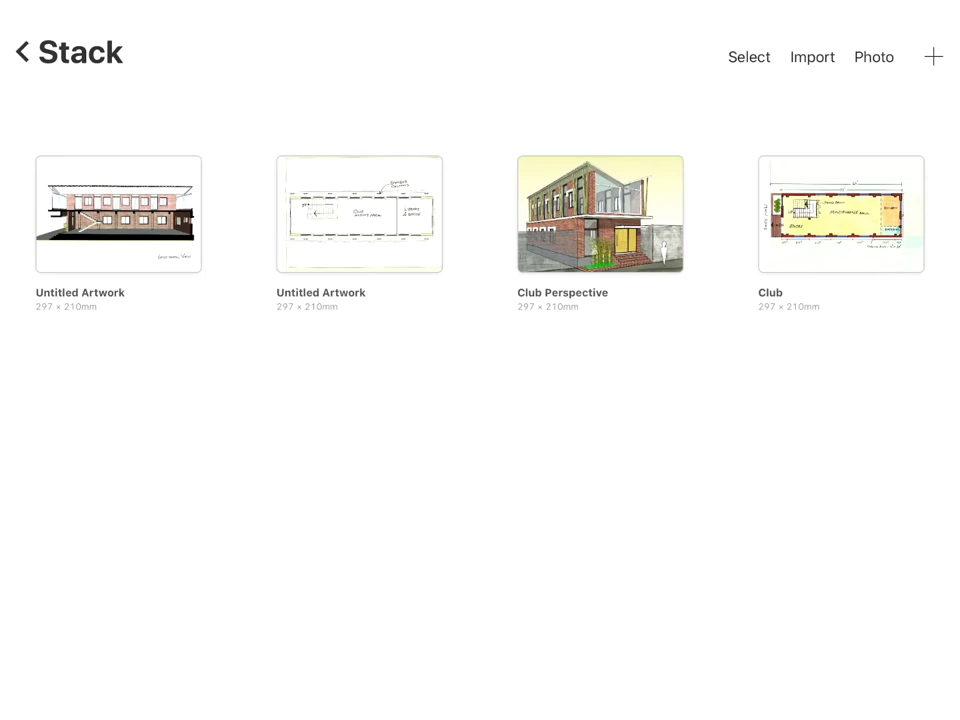 Stack
Select Import Photo
Untitled Artwork
297 × 210mm
Untitled Artwork
297 × 210mm
Club Perspective
297 × 210mm
Club
297 × 210mm